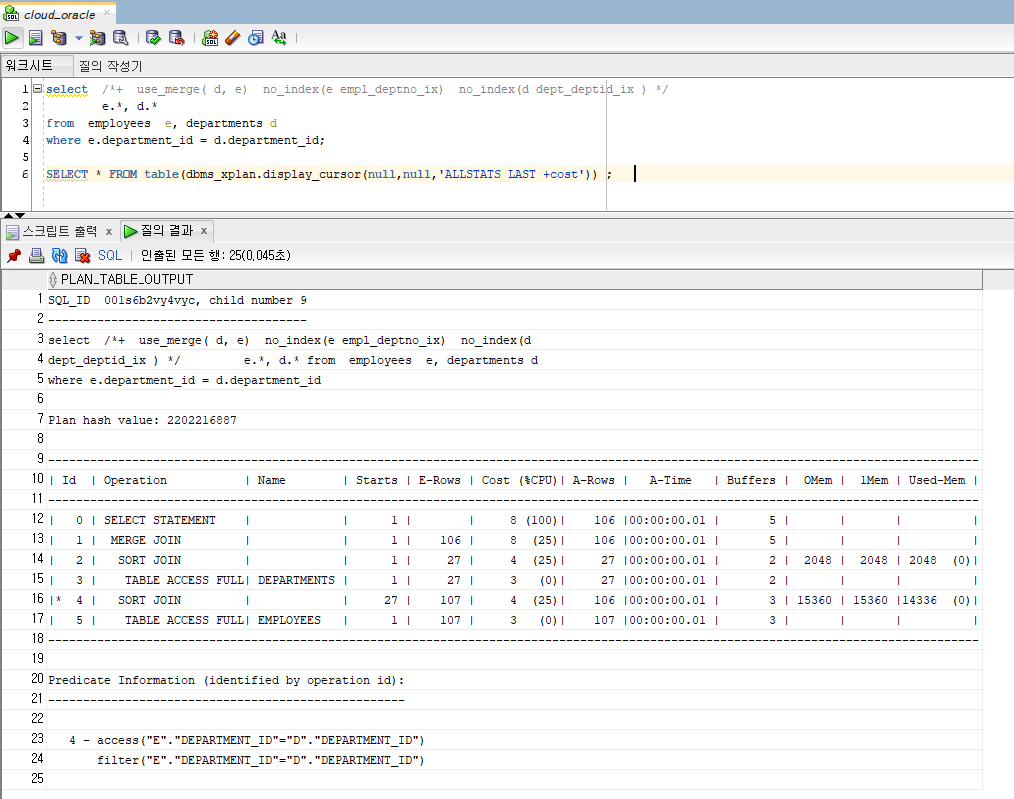 cloud_oracle
워크시트 질의 작성기
1 select  /*+  use_merge( d, e)  no_index(e empl_deptno_ix)  no_index(d dept_deptid_ix ) */
2         e.*, d.*
3 from  employees  e, departments d
4 where e.department_id = d.department_id;
5
6 SELECT * FROM table(dbms_xplan.display_cursor(null,null,'ALLSTATS LAST +cost')) ;
스크립트 출력 x 질의 결과 x
SQL | 인출된 모든 행: 25(0,045초)
PLAN_TABLE_OUTPUT
1 SQL_ID  001s6b2vy4vyc, child number 9
2 -------------------------------------
3 select  /*+  use_merge( d, e)  no_index(e empl_deptno_ix)  no_index(d
4 dept_deptid_ix ) */         e.*, d.* from  employees  e, departments d
5 where e.department_id = d.department_id
6
7 Plan hash value: 2202216887
8
9 -------------------------------------------------------------------------------------------------------------------------------------
10 | Id  | Operation          | Name        | Starts | E-Rows | Cost (%CPU)| A-Rows |   A-Time   | Buffers |  OMem |  1Mem | Used-Mem |
11 -------------------------------------------------------------------------------------------------------------------------------------
12 |   0 | SELECT STATEMENT   |             |      1 |        |     8 (100)|    106 |00:00:00.01 |       5 |       |       |          |
13 |   1 |  MERGE JOIN        |             |      1 |    106 |     8  (25)|    106 |00:00:00.01 |       5 |       |       |          |
14 |   2 |   SORT JOIN        |             |      1 |     27 |     4  (25)|     27 |00:00:00.01 |       2 |  2048 |  2048 | 2048  (0)|
15 |   3 |    TABLE ACCESS FULL| DEPARTMENTS |      1 |     27 |     3   (0)|     27 |00:00:00.01 |       2 |       |       |          |
16 |*  4 |   SORT JOIN        |             |     27 |    107 |     4  (25)|    106 |00:00:00.01 |       3 | 15360 | 15360 |14336  (0)|
17 |   5 |    TABLE ACCESS FULL| EMPLOYEES   |      1 |    107 |     3   (0)|    107 |00:00:00.01 |       3 |       |       |          |
18 -------------------------------------------------------------------------------------------------------------------------------------
19
20 Predicate Information (identified by operation id):
21 ---------------------------------------------------
22
23    4 - access("E"."DEPARTMENT_ID"="D"."DEPARTMENT_ID")
24        filter("E"."DEPARTMENT_ID"="D"."DEPARTMENT_ID")
25